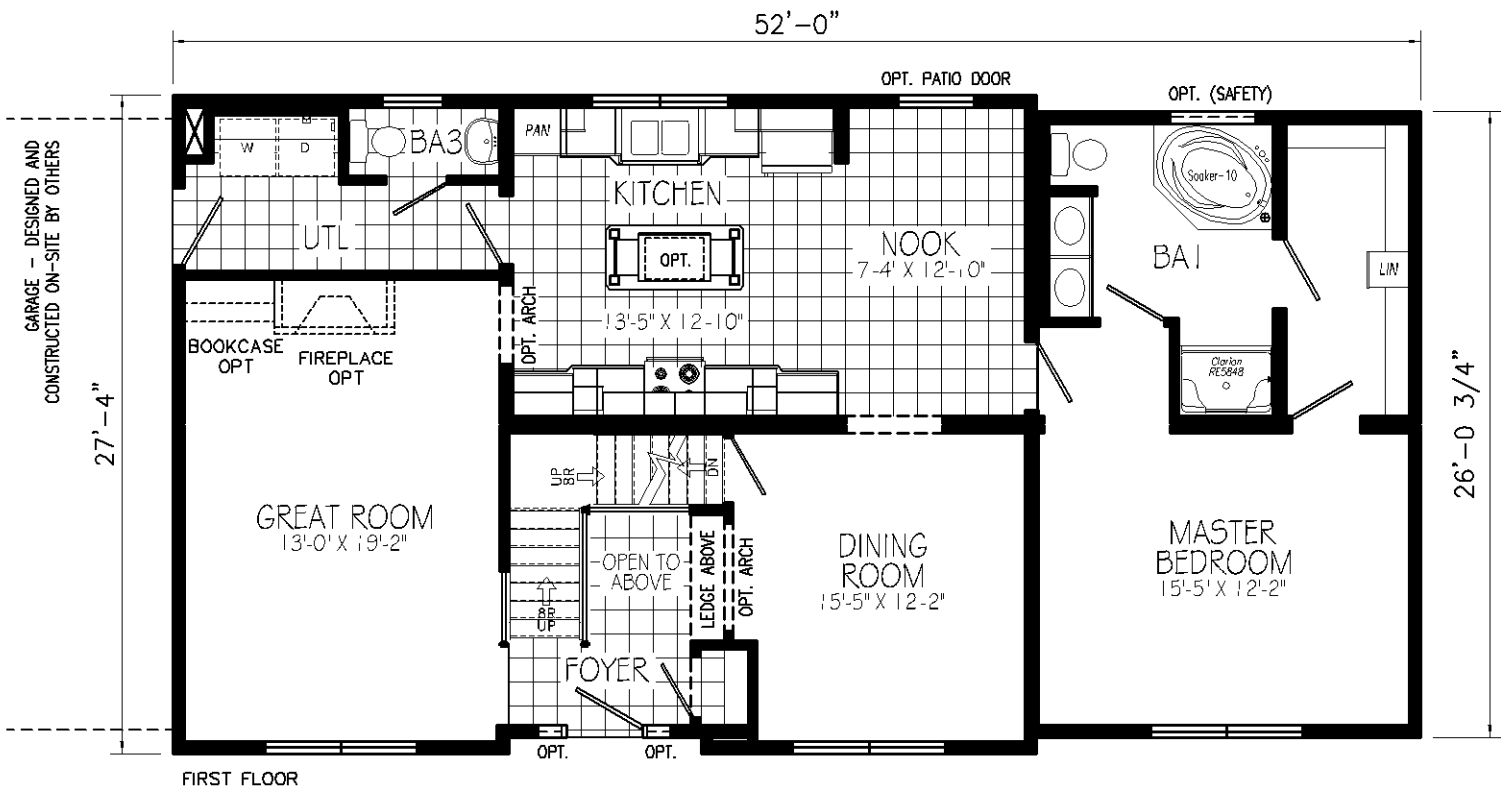 52'-0"
OPT. PATIO DOOR
OPT. (SAFETY)
GARAGE - DESIGNED AND
CONSTRUCTED ON-SITE BY OTHERS
27'-4"
26'-0 3/4"
W
D
BA3
PAN
KITCHEN
UTL
OPT.
13'-5" X 12'-10"
NOOK
7'-4' X 12'-10"
Soaker-10
BA1
LIN
Clarion
RE5848
OPT. ARCH
BOOKCASE
OPT
FIREPLACE
OPT
GREAT ROOM
13'-0" X 19'-2"
UP
8R
DN
OPEN TO
ABOVE
LEDGE ABOVE
OPT. ARCH
8R
UP
FOYER
DINING
ROOM
15'-5" X 12'-2"
MASTER
BEDROOM
15'-5" X 12'-2"
OPT.
OPT.
FIRST FLOOR